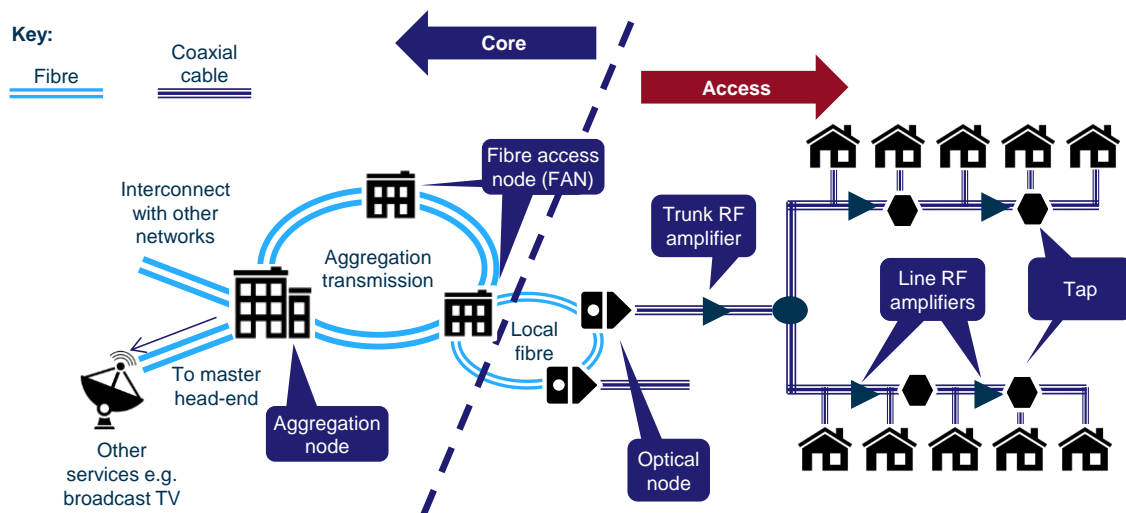 Key:
Fibre
Coaxial
cable
Core
Access
Fibre access
node (FAN)
Interconnect
with other
networks
Aggregation
transmission
Trunk RF
amplifier
Line RF
amplifiers
Tap
Local
fibre
To master
head-end
Aggregation
node
Optical
node
Other
services e.g.
broadcast TV